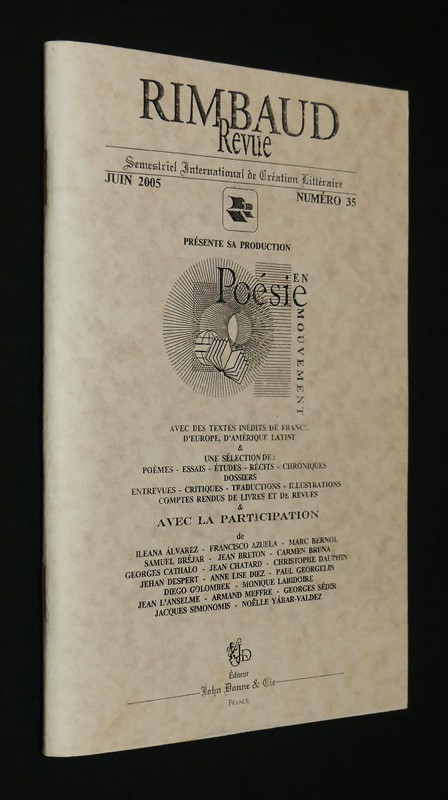 RIMBAUD
Revue
Semestriel International de Création Littéraire
JUIN 2005 NUMÉRO 35
PRÉSENTE SA PRODUCTION
Poésie EN
MOUVEMENT
AVEC DES TEXTES INÉDITS DE FRANCE,
D'EUROPE, D'AMÉRIQUE LATINE
&
UNE SÉLECTION DE :
POÈMES - ESSAIS - ÉTUDES - RÉCITS - CHRONIQUES
DOSSIERS
ENTREVUES - CRITIQUES - TRADUCTIONS - ILLUSTRATIONS
COMPTES RENDUS DE LIVRES ET DE REVUES
&
AVEC LA PARTICIPATION
de
ILEANA ÁLVAREZ - FRANCISCO AZUELA - MARC BERNOL
SAMUEL BRÉJAR - JEAN BRETON - CARMEN BRUNA
GEORGES CATHALO - JEAN CHATARD - CHRISTOPHE DAUPHIN
JEHAN DESPERT - ANNE LISE DIEZ - PAUL GEORGELIN
DIEGO GOLOMBEK - MONIQUE LABIDOIRE
JEAN L'ANSELME - ARMAND MEFFRE - GEORGES SÉDIR
JACQUES SIMONOMIS - NOËLLE YÁBAR-VALDEZ
Éditeur
John Donne & Cie
FRANCE